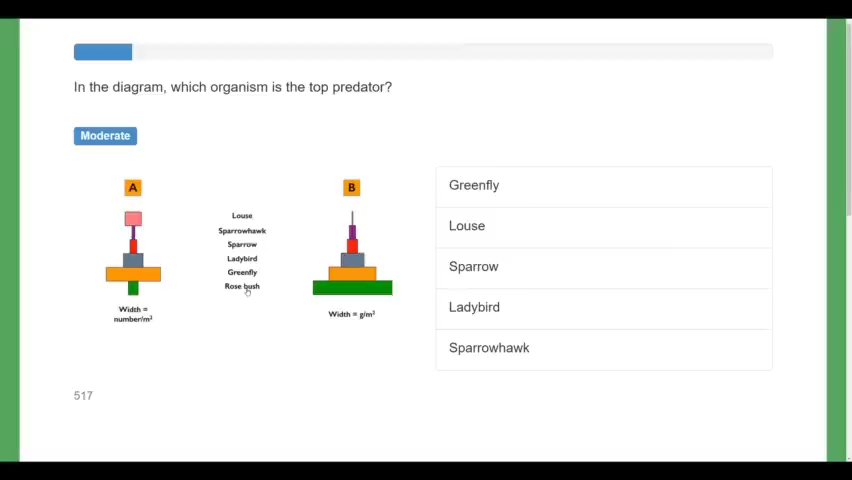 In the diagram, which organism is the top predator?
Moderate
A
B
Louse
Sparrowhawk
Sparrow
Ladybird
Greenfly
Rose bush
Width =
number/m²
Width = g/m²
Greenfly
Louse
Sparrow
Ladybird
Sparrowhawk
517